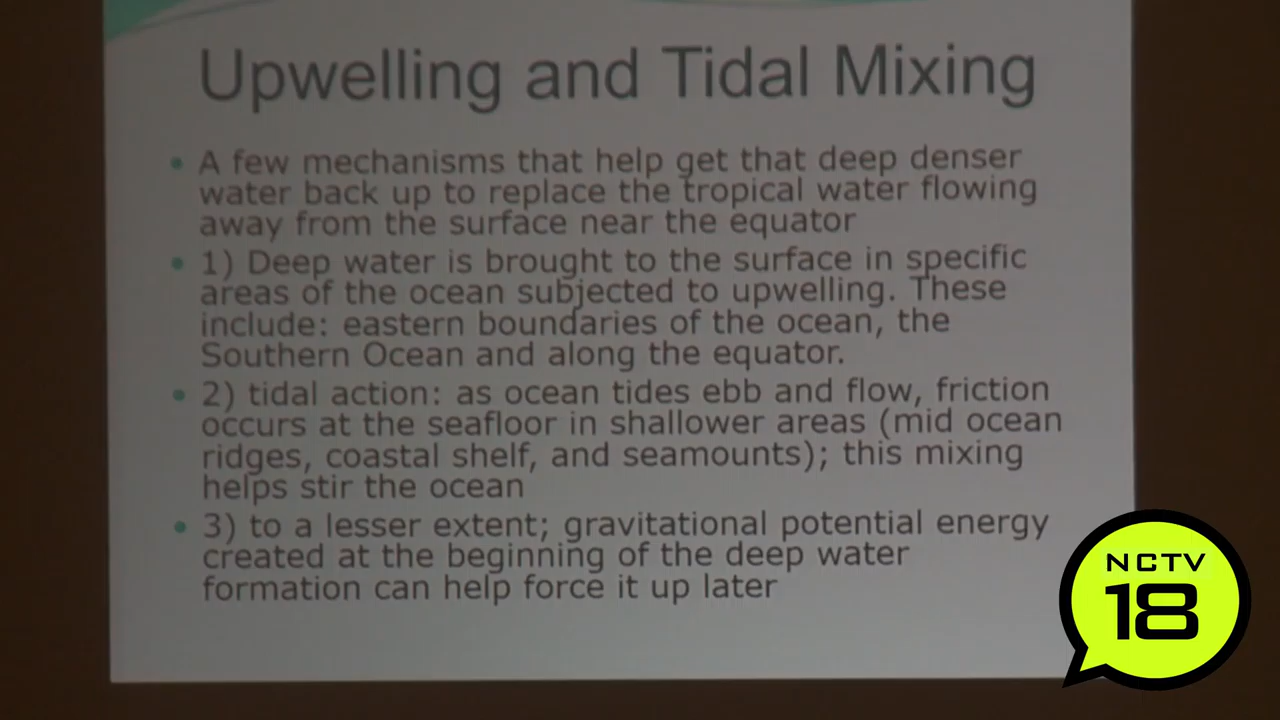 Upwelling and Tidal Mixing
• A few mechanisms that help get that deep denser
water back up to replace the tropical water flowing
away from the surface near the equator
• 1) Deep water is brought to the surface in specific
areas of the ocean subjected to upwelling. These
include: eastern boundaries of the ocean, the
Southern Ocean and along the equator.
• 2) tidal action: as ocean tides ebb and flow, friction
occurs at the seafloor in shallower areas (mid ocean
ridges, coastal shelf, and seamounts); this mixing
helps stir the ocean
• 3) to a lesser extent; gravitational potential energy
created at the beginning of the deep water
formation can help force it up later
NCTV
18